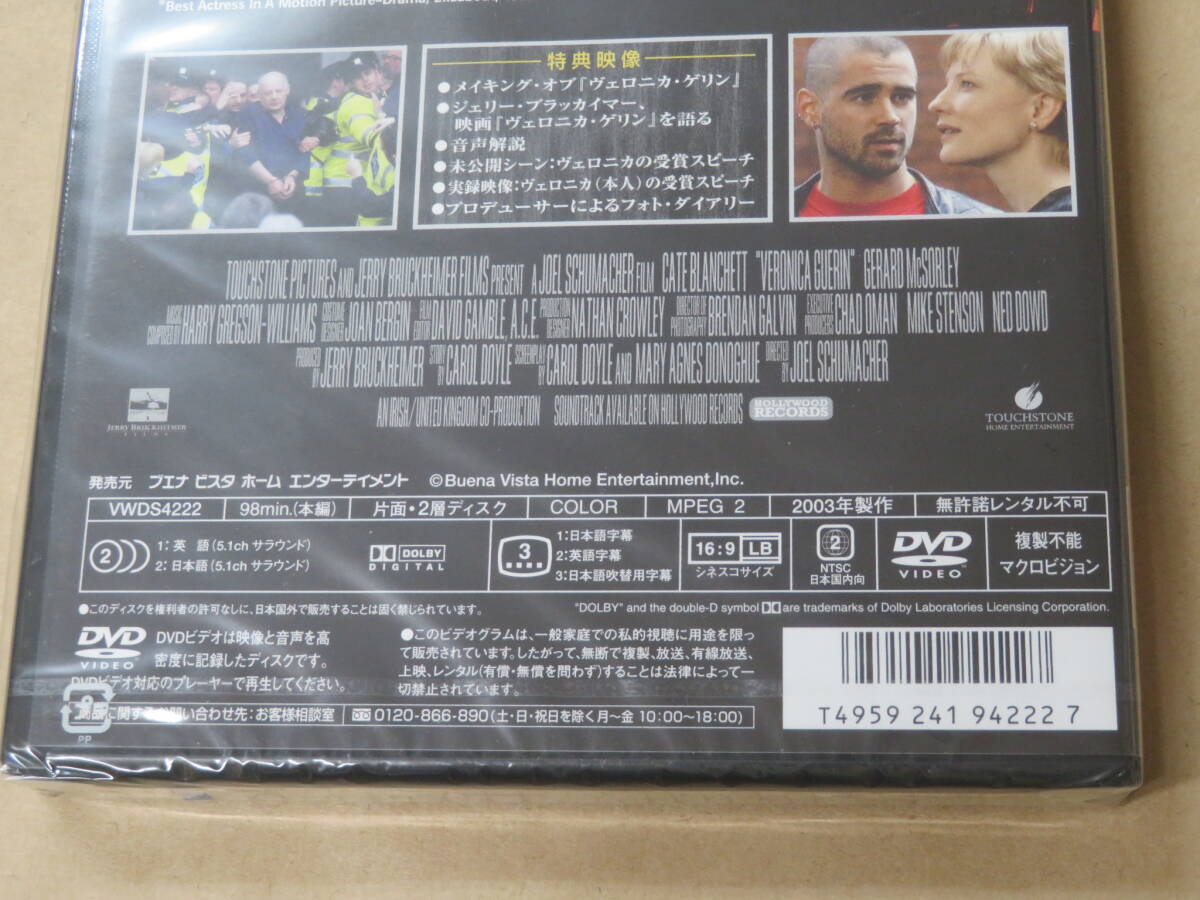 "Best Actress In A Motion Picture–Drama,
特典映像
●メイキング・オブ『ヴェロニカ・ゲリン』
●ジェリー・ブラッカイマー、
映画『ヴェロニカ・ゲリン』を語る
●音声解説
●未公開シーン:ヴェロニカの受賞スピーチ
●実録映像:ヴェロニカ(本人)の受賞スピーチ
●プロデューサーによるフォト・ダイアリー
TOUCHSTONE PICTURES AND JERRY BRUCKHEIMER FILMS PRESENT A JOEL SCHUMACHER FILM CATE BLANCHETT "VERONICA GUERIN" GERARD McSORLEY
MUSIC COMPOSED BY HARRY GREGSON-WILLIAMS COSTUME DESIGNER JOAN BERGIN FILM EDITOR DAVID GAMBLE, A.C.E. PRODUCTION DESIGNER NATHAN CROWLEY DIRECTOR OF PHOTOGRAPHY BRENDAN GALVIN EXECUTIVE PRODUCERS CHAD OMAN MIKE STENSON NED DOWD
PRODUCED BY JERRY BRUCKHEIMER STORY BY CAROL DOYLE SCREENPLAY BY CAROL DOYLE AND MARY AGNES DONOGHUE DIRECTED BY JOEL SCHUMACHER
JERRY BRUCKHEIMER
FILMS
AN IRISH/UNITED KINGDOM CO-PRODUCTION SOUNDTRACK AVAILABLE ON HOLLYWOOD RECORDS
HOLLYWOOD
RECORDS
TOUCHSTONE
HOME ENTERTAINMENT
発売元 ブエナ ビスタ ホーム エンターテイメント ©Buena Vista Home Entertainment,Inc.
VWDS4222 98min.(本編) 片面・2層ディスク COLOR MPEG 2 2003年製作 無許諾レンタル不可
2
1:英 語(5.1ch サラウンド)
2:日本語(5.1ch サラウンド)
DOLBY
DIGITAL
3
1:日本語字幕
2:英語字幕
3:日本語吹替用字幕
16:9 LB
シネスコサイズ
2
NTSC
日本国内向
DVD
VIDEO
複製不能
マクロビジョン
●このディスクを権利者の許可なしに、日本国外で販売することは固く禁じられています。
"DOLBY" and the double-D symbol are trademarks of Dolby Laboratories Licensing Corporation.
DVD
VIDEO
DVDビデオは映像と音声を高
密度に記録したディスクです。
DVDビデオ対応のプレーヤーで再生してください。
●このビデオグラムは、一般家庭での私的視聴に用途を限っ
て販売されています。したがって、無断で複製、放送、有線放送、
上映、レンタル(有償・無償を問わず)することは法律によって一
切禁止されています。
商品に関するお問い合わせ先:お客様相談室 0120-866-890(土・日・祝日を除く月〜金 10:00〜18:00)
PP
T4959 241 94222 7